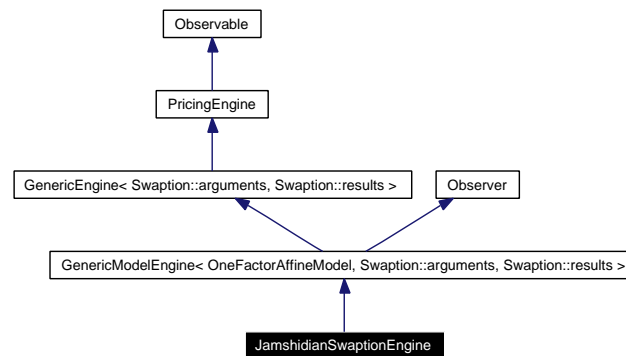 Observable
PricingEngine
GenericEngine< Swaption::arguments, Swaption::results >
Observer
GenericModelEngine< OneFactorAffineModel, Swaption::arguments, Swaption::results >
JamshidianSwaptionEngine